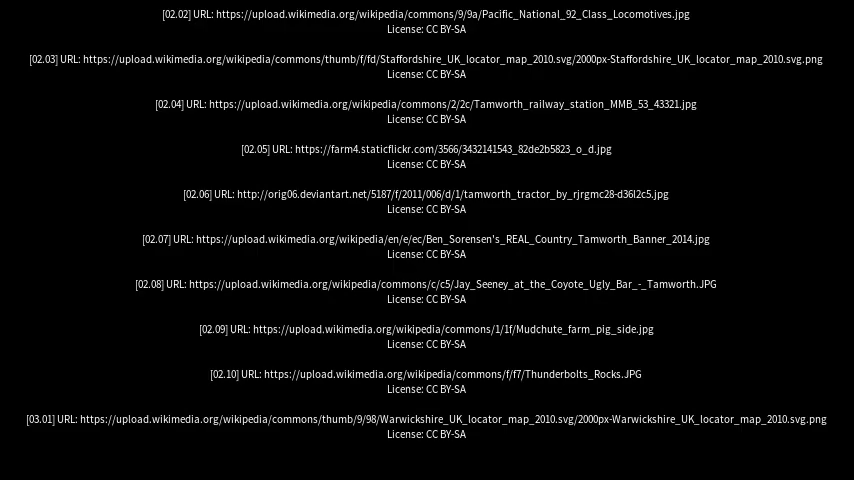 [02.02] URL: https://upload.wikimedia.org/wikipedia/commons/9/9a/Pacific_National_92_Class_Locomotives.jpg
License: CC BY-SA
[02.03] URL: https://upload.wikimedia.org/wikipedia/commons/thumb/f/fd/Staffordshire_UK_locator_map_2010.svg/2000px-Staffordshire_UK_locator_map_2010.svg.png
License: CC BY-SA
[02.04] URL: https://upload.wikimedia.org/wikipedia/commons/2/2c/Tamworth_railway_station_MMB_53_43321.jpg
License: CC BY-SA
[02.05] URL: https://farm4.staticflickr.com/3566/3432141543_82de2b5823_o_d.jpg
License: CC BY-SA
[02.06] URL: http://orig06.deviantart.net/5187/f/2011/006/d/1/tamworth_tractor_by_rjrgmc28-d36l2c5.jpg
License: CC BY-SA
[02.07] URL: https://upload.wikimedia.org/wikipedia/en/e/ec/Ben_Sorensen's_REAL_Country_Tamworth_Banner_2014.jpg
License: CC BY-SA
[02.08] URL: https://upload.wikimedia.org/wikipedia/commons/c/c5/Jay_Seeney_at_the_Coyote_Ugly_Bar_-_Tamworth.JPG
License: CC BY-SA
[02.09] URL: https://upload.wikimedia.org/wikipedia/commons/1/1f/Mudchute_farm_pig_side.jpg
License: CC BY-SA
[02.10] URL: https://upload.wikimedia.org/wikipedia/commons/f/f7/Thunderbolts_Rocks.JPG
License: CC BY-SA
[03.01] URL: https://upload.wikimedia.org/wikipedia/commons/thumb/9/98/Warwickshire_UK_locator_map_2010.svg/2000px-Warwickshire_UK_locator_map_2010.svg.png
License: CC BY-SA